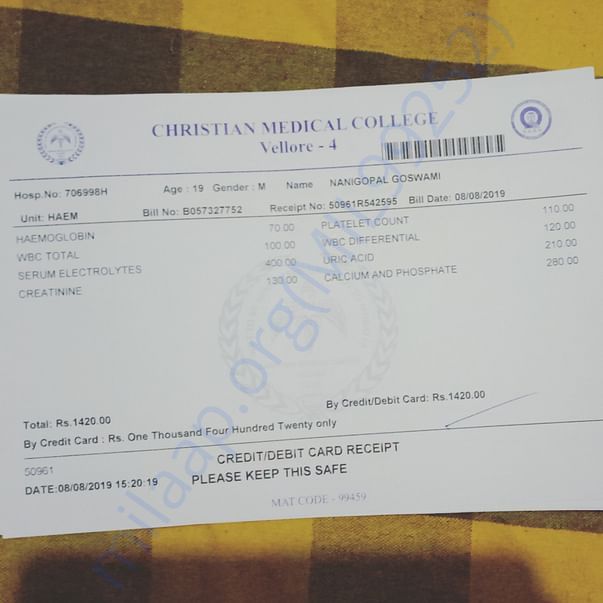 CHRISTIAN MEDICAL COLLEGE
Vellore - 4
Hosp.No: 706998H Age : 19 Gender : M Name NANIGOPAL GOSWAMI
Unit: HAEM Bill No: B057327752 Receipt No: 50961R542595 Bill Date: 08/08/2019
HAEMOGLOBIN 70.00 PLATELET COUNT 110.00
WBC TOTAL 100.00 WBC DIFFERENTIAL 120.00
SERUM ELECTROLYTES 400.00 URIC ACID 210.00
CREATININE 130.00 CALCIUM AND PHOSPHATE 280.00
Total: Rs.1420.00 By Credit/Debit Card: Rs.1420.00
By Credit Card : Rs. One Thousand Four Hundred Twenty only
50961 CREDIT/DEBIT CARD RECEIPT
DATE:08/08/2019 15:20:19 PLEASE KEEP THIS SAFE
MAT CODE - 99459
milaap.org(MIL99252)